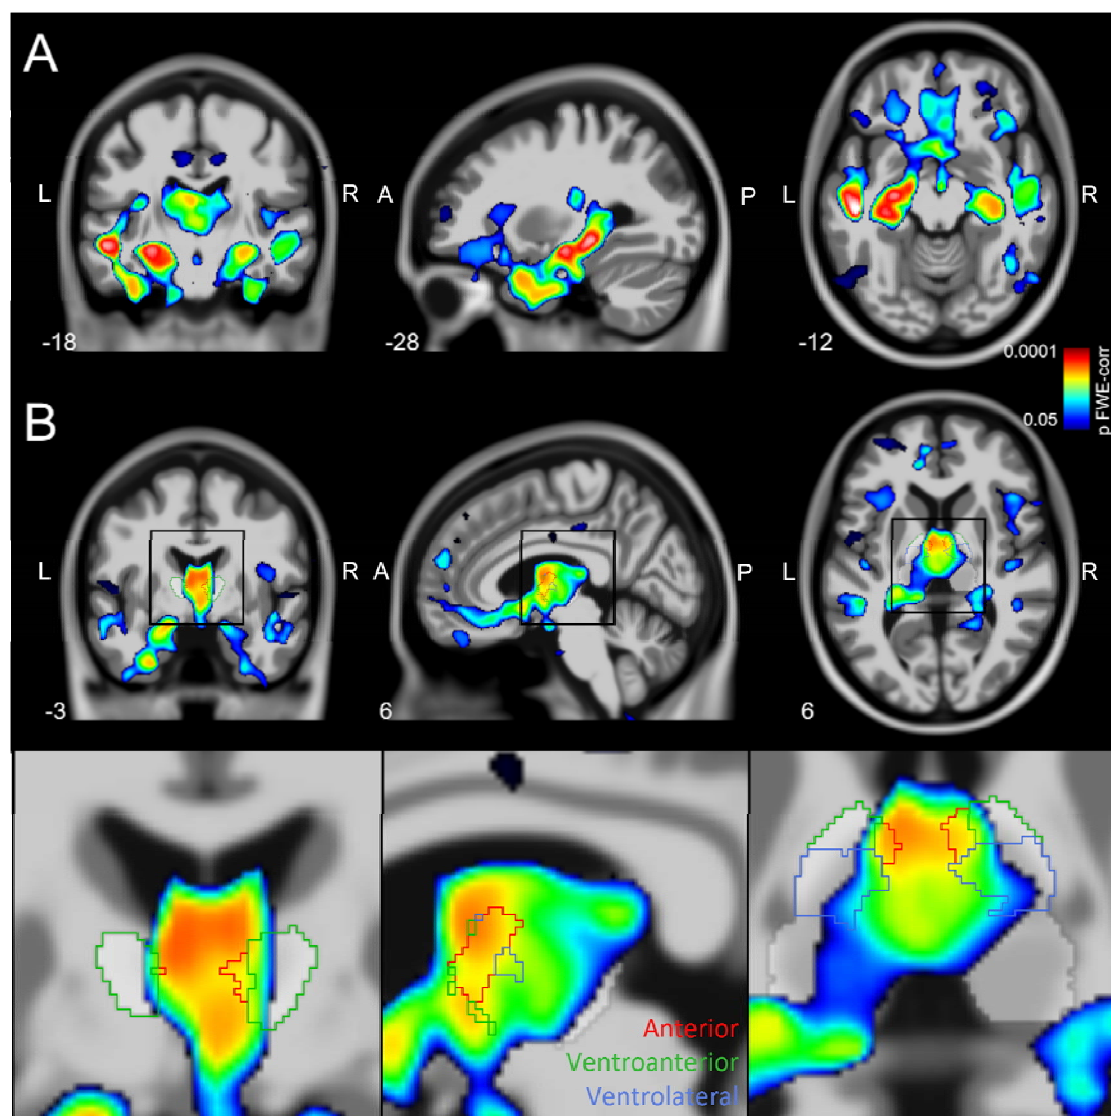 A
L
R
A
P
L
R
-18
-28
-12
0.0001
0.05
p FWE-corr
B
L
R
A
P
L
R
-3
6
6
Anterior
Ventroanterior
Ventrolateral